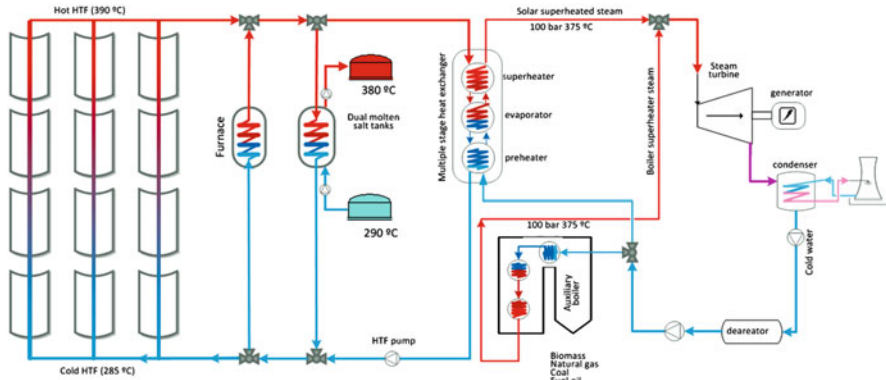 Hot HTF (390 ºC)
Solar superheated steam
100 bar 375 ºC
Boiler superheater steam
Steam
turbine
generator
superheater
evaporator
preheater
Multiple stage heat exchanger
380 ºC
Dual molten
salt tanks
Furnace
290 ºC
condenser
Cold water
100 bar 375 ºC
Auxiliary
boiler
deareator
HTF pump
Cold HTF (285 ºC)
Biomass
Natural gas
Coal